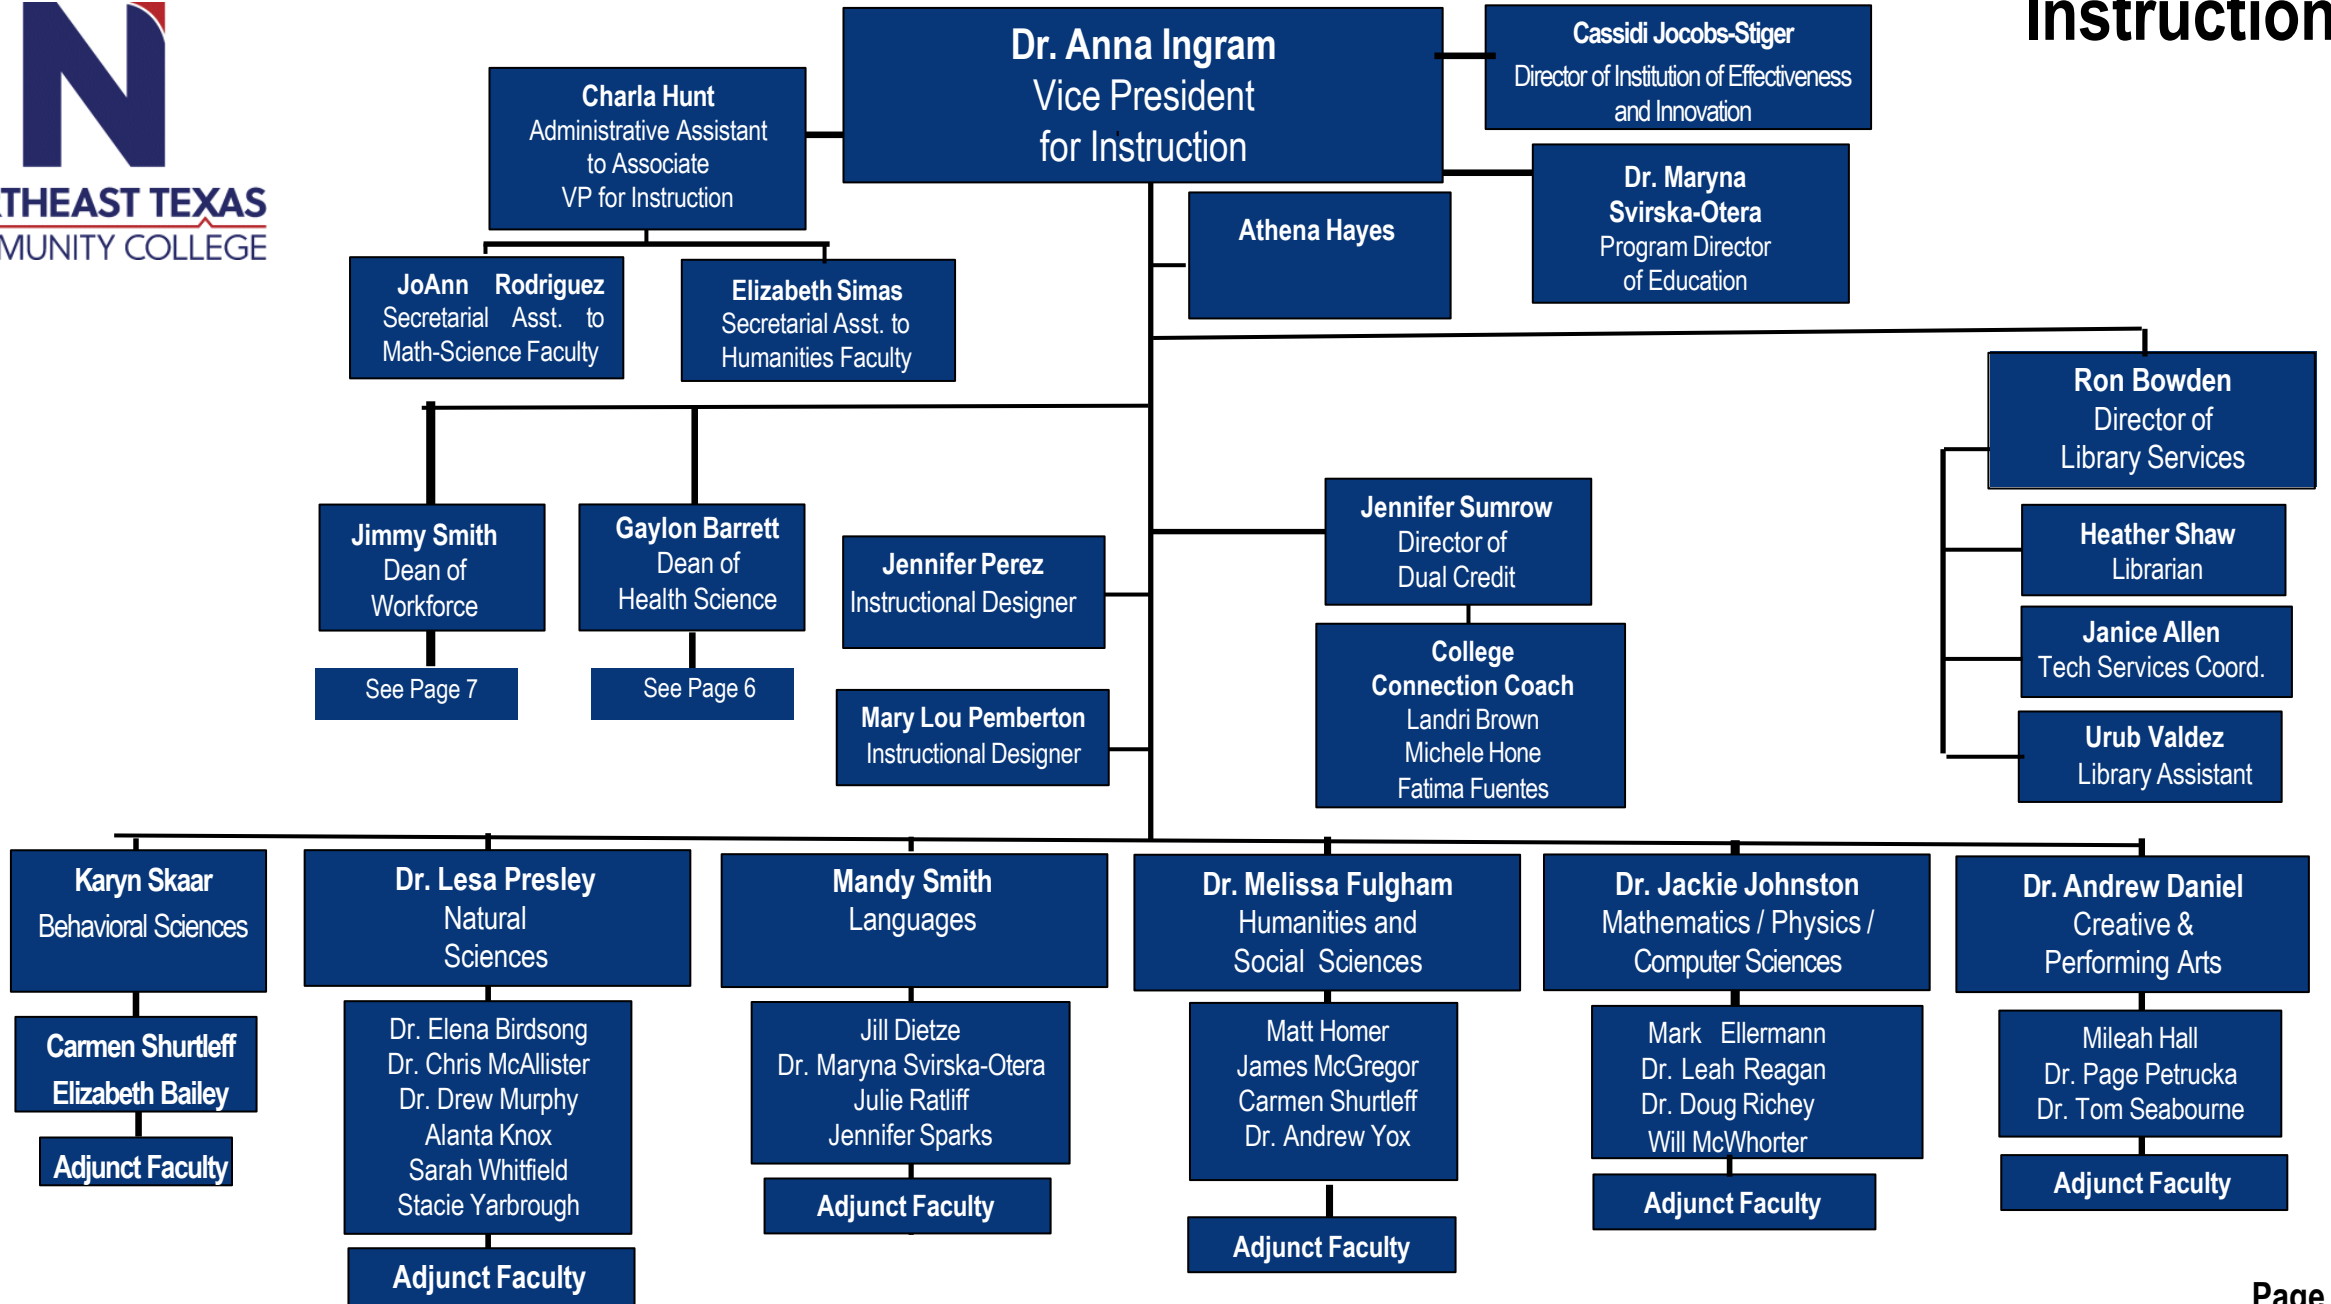 Instruction
THEAST TEXAS
MUNITY COLLEGE
Dr. Anna Ingram
Vice President
for Instruction
Cassidi Jocobs-Stiger
Director of Institution of Effectiveness
and Innovation
Charla Hunt
Administrative Assistant
to Associate
VP for Instruction
Dr. Maryna
Svirska-Otera
Program Director
of Education
Athena Hayes
JoAnn Rodriguez
Secretarial Asst. to
Math-Science Faculty
Elizabeth Simas
Secretarial Asst. to
Humanities Faculty
Ron Bowden
Director of
Library Services
Jimmy Smith
Dean of
Workforce
See Page 7
Gaylon Barrett
Dean of
Health Science
See Page 6
Jennifer Perez
Instructional Designer
Mary Lou Pemberton
Instructional Designer
Jennifer Sumrow
Director of
Dual Credit
College
Connection Coach
Landri Brown
Michele Hone
Fatima Fuentes
Heather Shaw
Librarian
Janice Allen
Tech Services Coord.
Urub Valdez
Library Assistant
Karyn Skaar
Behavioral Sciences
Carmen Shurtleff
Elizabeth Bailey
Adjunct Faculty
Dr. Lesa Presley
Natural
Sciences
Dr. Elena Birdsong
Dr. Chris McAllister
Dr. Drew Murphy
Alanta Knox
Sarah Whitfield
Stacie Yarbrough
Adjunct Faculty
Mandy Smith
Languages
Jill Dietze
Dr. Maryna Svirska-Otera
Julie Ratliff
Jennifer Sparks
Adjunct Faculty
Dr. Melissa Fulgham
Humanities and
Social Sciences
Matt Homer
James McGregor
Carmen Shurtleff
Dr. Andrew Yox
Adjunct Faculty
Dr. Jackie Johnston
Mathematics / Physics /
Computer Sciences
Mark Ellermann
Dr. Leah Reagan
Dr. Doug Richey
Will McWhorter
Adjunct Faculty
Dr. Andrew Daniel
Creative &
Performing Arts
Mileah Hall
Dr. Page Petrucka
Dr. Tom Seabourne
Adjunct Faculty
Page